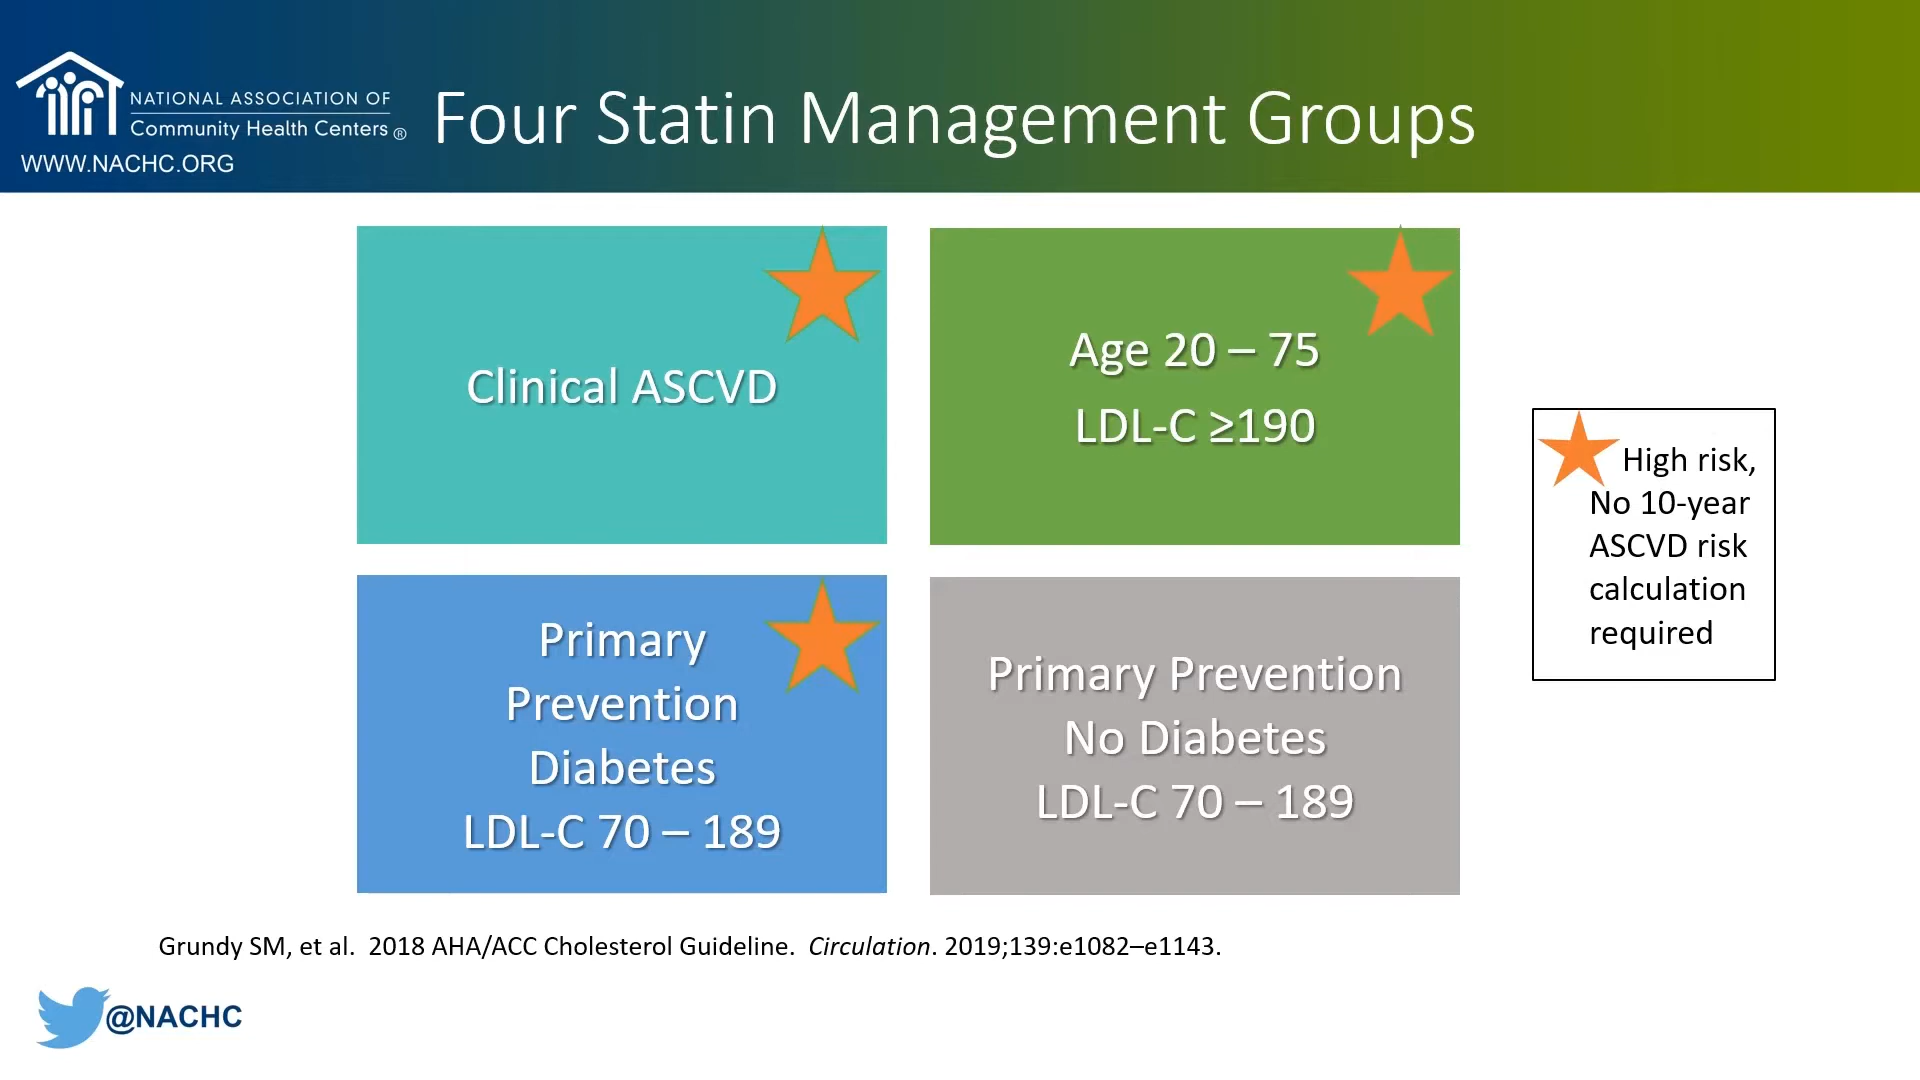 NATIONAL ASSOCIATION OF
Community Health Centers ®
WWW.NACHC.ORG
Four Statin Management Groups
Clinical ASCVD
Age 20 – 75
LDL-C ≥190
Primary
Prevention
Diabetes
LDL-C 70 – 189
Primary Prevention
No Diabetes
LDL-C 70 – 189
High risk,
No 10-year
ASCVD risk
calculation
required
Grundy SM, et al.  2018 AHA/ACC Cholesterol Guideline.  Circulation. 2019;139:e1082–e1143.
@NACHC